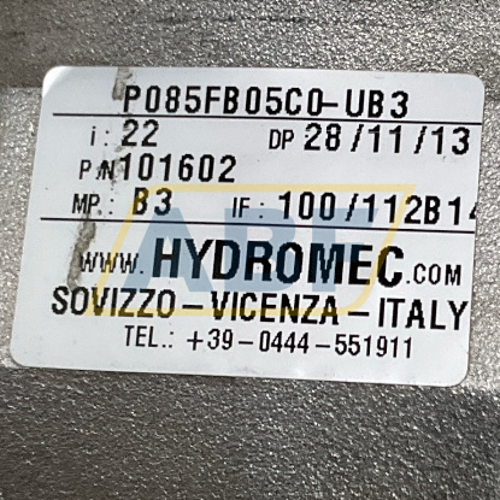 P085FB05C0-UB3
i: 22 DP 28/11/13
P/N 101602
MP.: B3 IF: 100/112B14
www.HYDROMEC.COM
SOVIZZO-VICENZA-ITALY
TEL.: +39-0444-551911
ABF